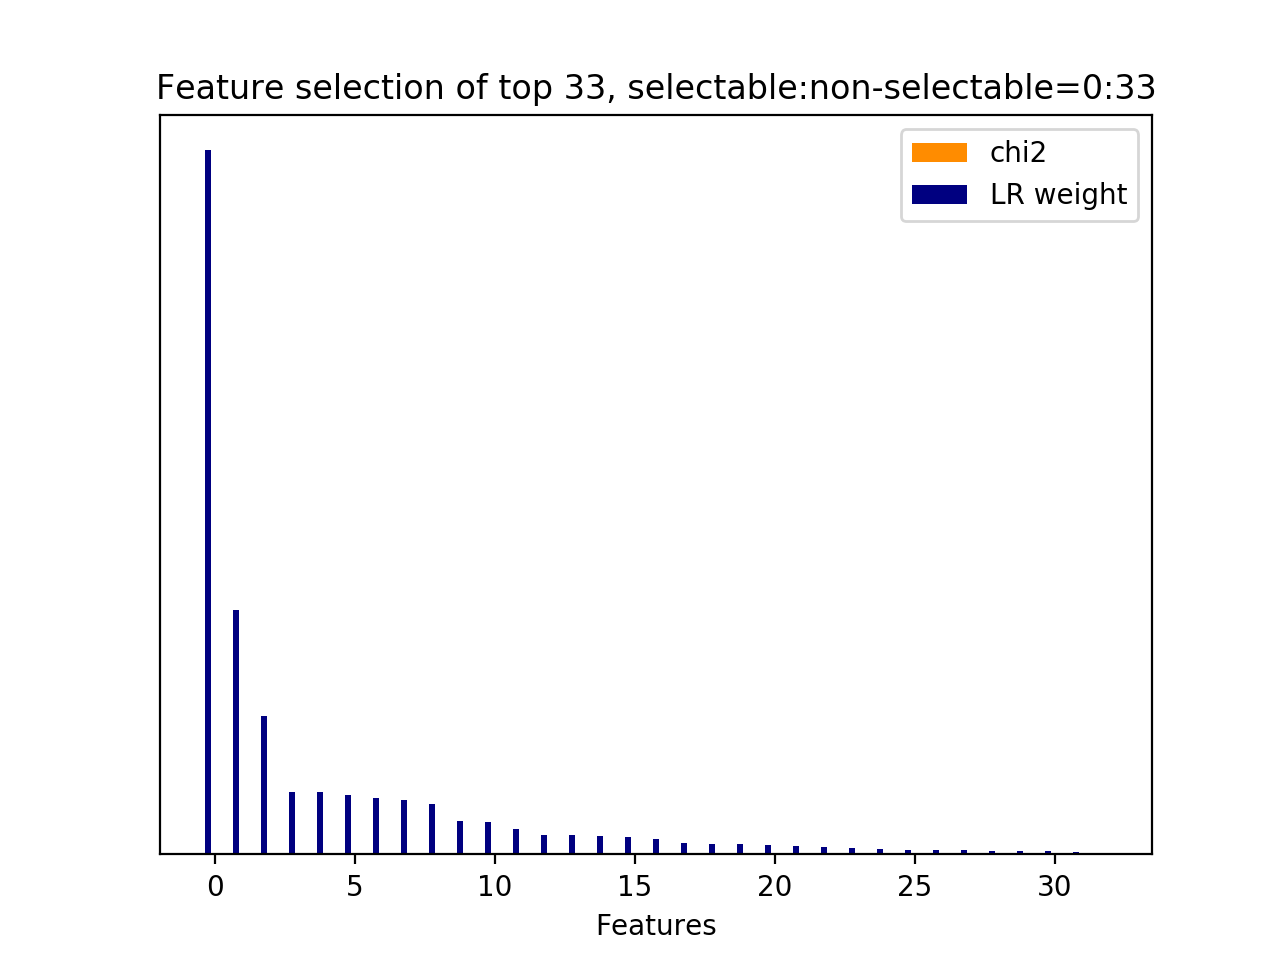 Feature selection of top 33, selectable:non-selectable=0:33
chi2
LR weight
0 5 10 15 20 25 30
Features